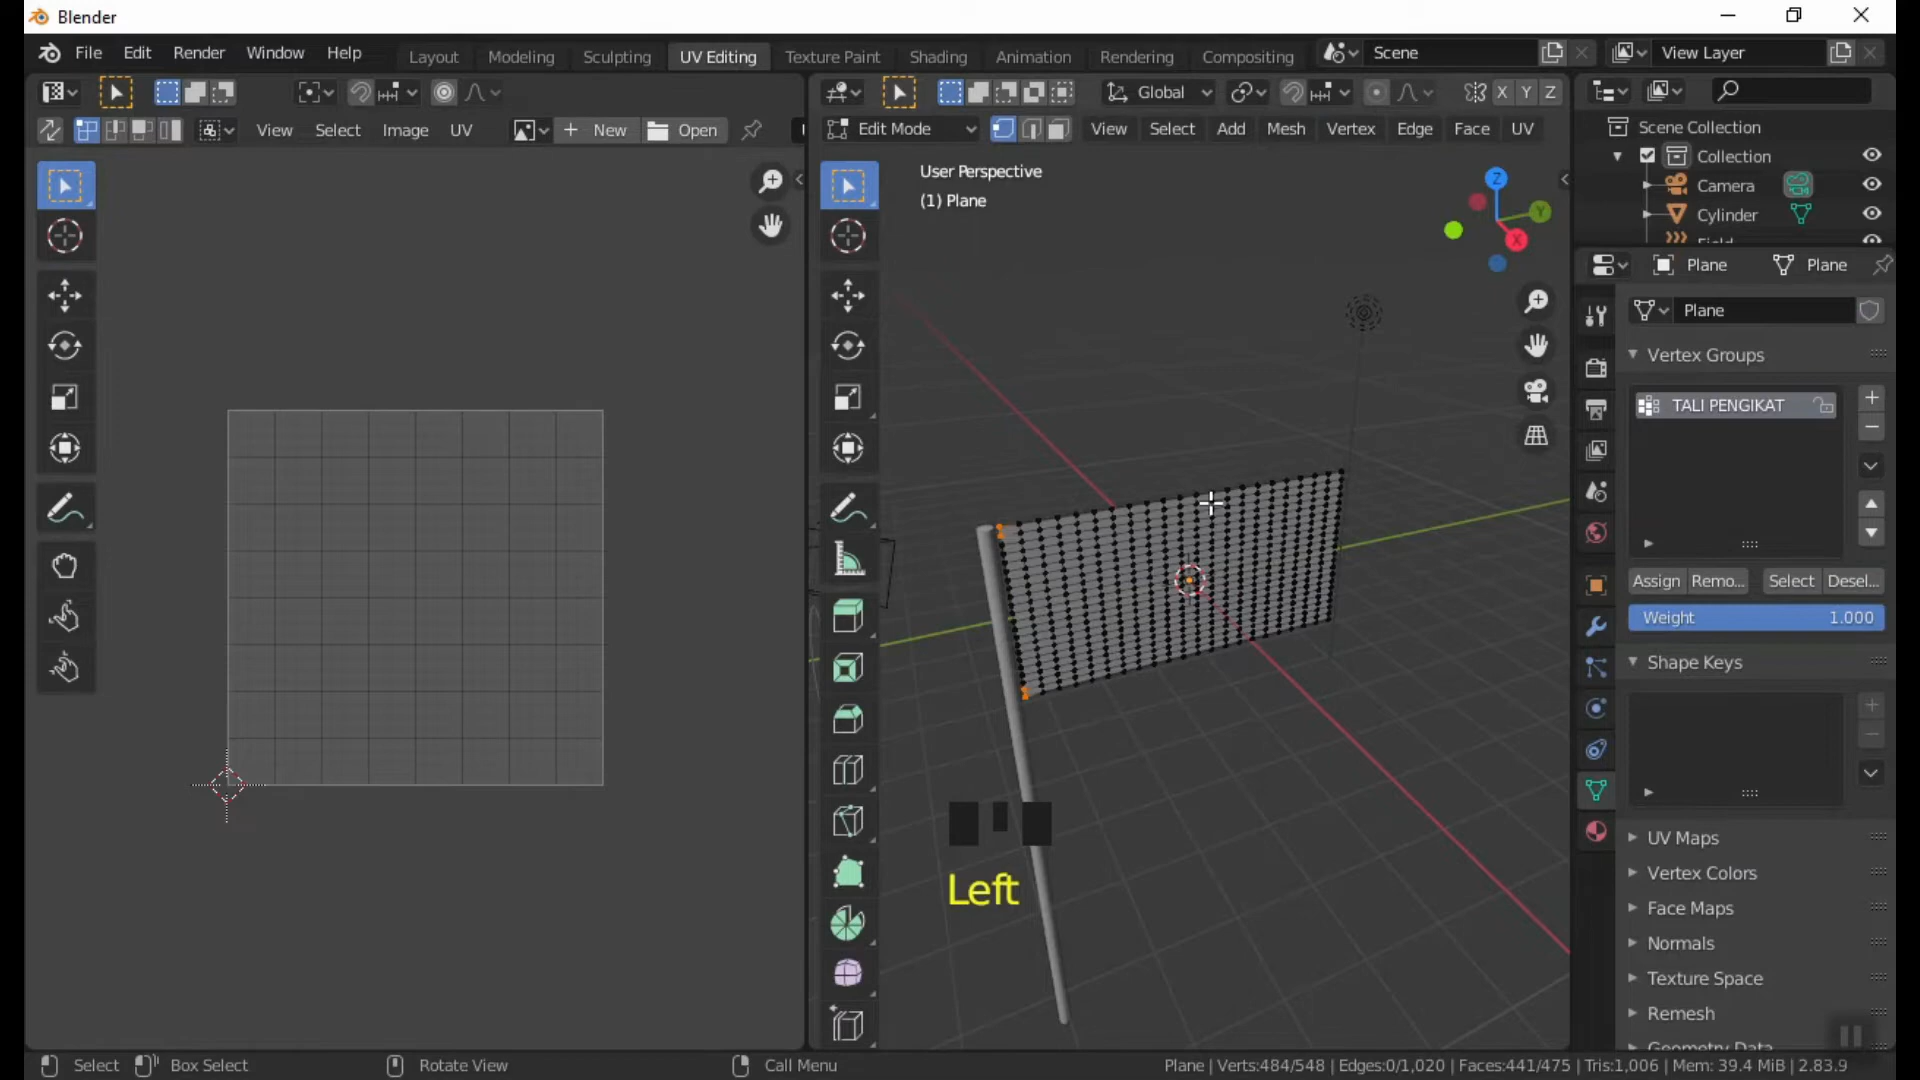 Blender
File Edit Render Window Help
Layout Modeling Sculpting UV Editing Texture Paint Shading Animation Rendering Compositing
Scene
View Layer
Global
X Y Z
View Select Image UV
New
Open
Edit Mode
View Select Add Mesh Vertex Edge Face UV
Scene Collection
Collection
Camera
Cylinder
User Perspective
(1) Plane
Z
Y
X
Plane Plane
Plane
Vertex Groups
TALI PENGIKAT
Assign Remo... Select Desel...
Weight 1.000
Shape Keys
UV Maps
Vertex Colors
Face Maps
Normals
Texture Space
Remesh
Left
Select Box Select Rotate View Call Menu
Plane | Verts:484/548 | Edges:0/1,020 | Faces:441/475 | Tris:1,006 | Mem: 39.4 MiB | 2.83.9